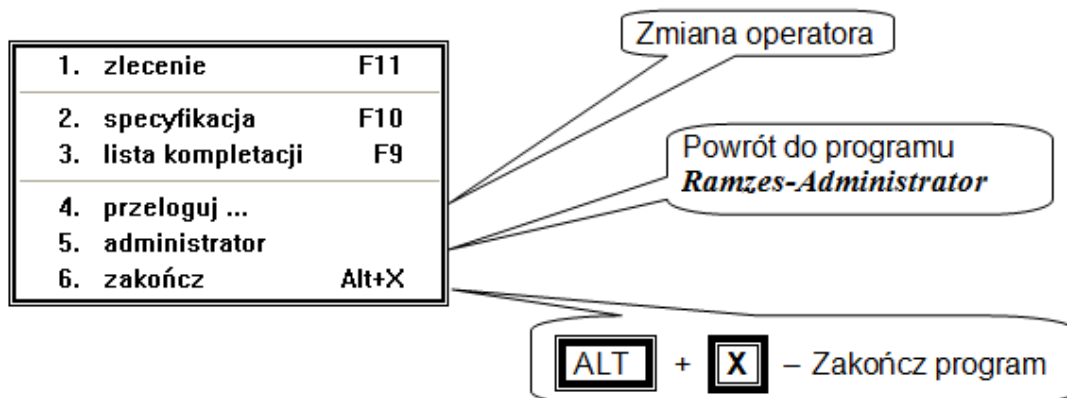 Zmiana operatora
1. zlecenie F11
2. specyfikacja F10
3. lista kompletacji F9
4. przeloguj ...
5. administrator
6. zakończ Alt+X
Powrót do programu
Ramzes-Administrator
ALT + X – Zakończ program